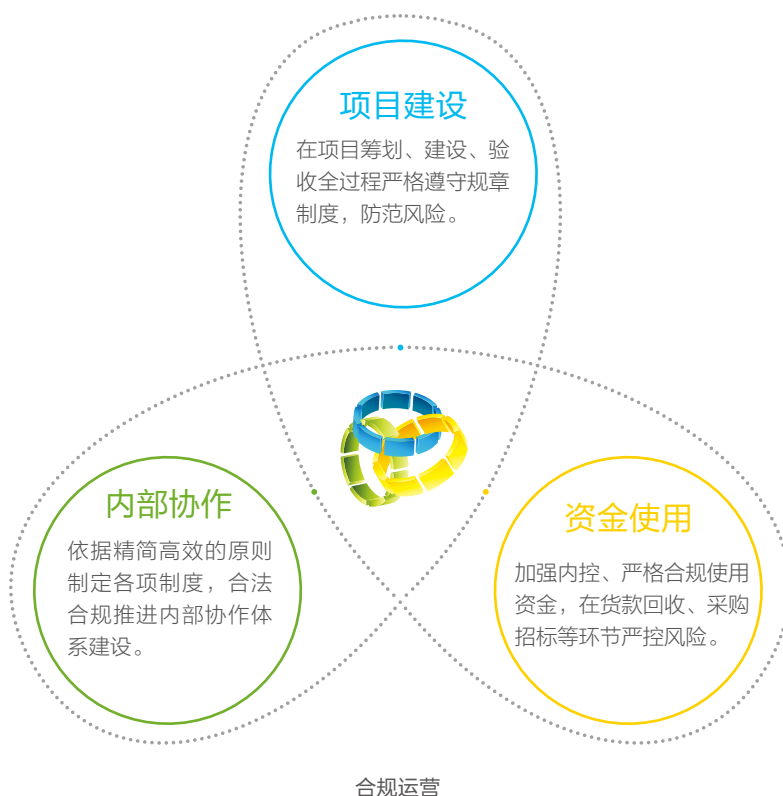 项目建设
在项目筹划、建设、验
收全过程严格遵守规章
制度，防范风险。
内部协作
依据精简高效的原则
制定各项制度，合法
合规推进内部协作体
系建设。
资金使用
加强内控、严格合规使用
资金，在货款回收、采购
招标等环节严控风险。
合规运营